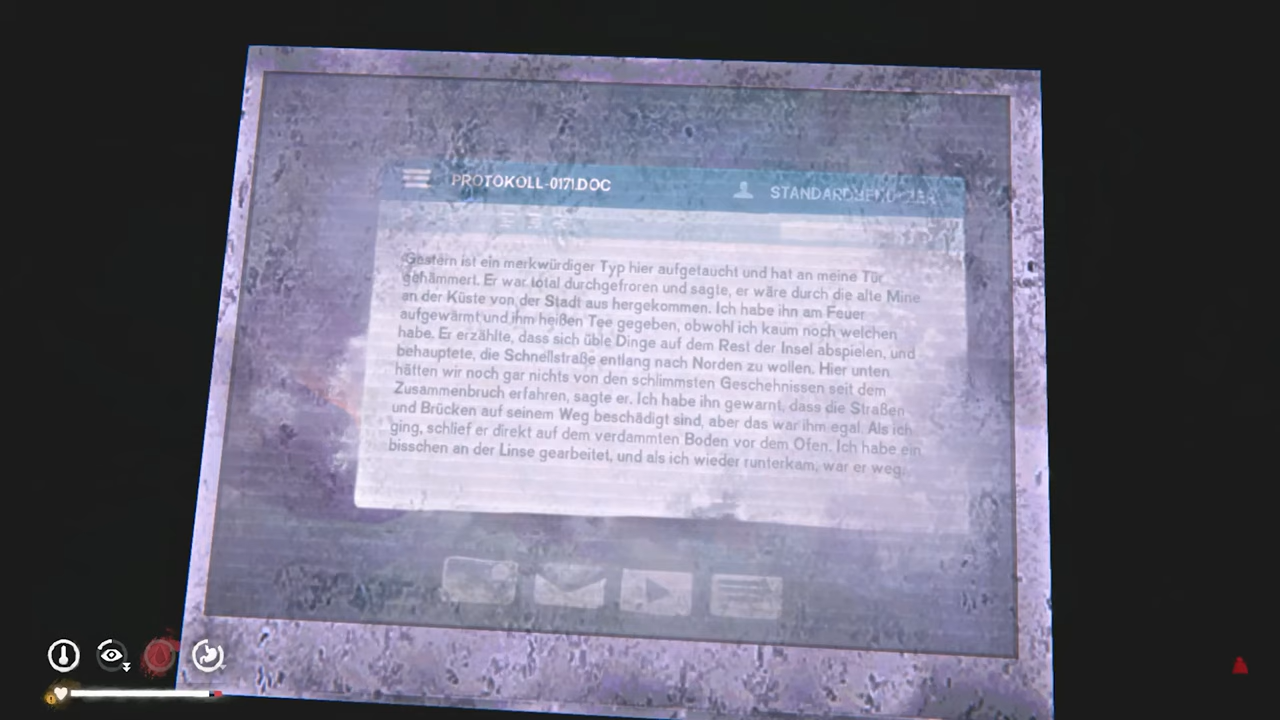 PROTOKOLL-0171.DOC
Gestern ist ein merkwürdiger Typ hier aufgetaucht und hat an meine Tür
gehämmert. Er war total durchgefroren und sagte, er wäre durch die alte Mine
an der Küste von der Stadt aus hergekommen. Ich habe ihn am Feuer
aufgewärmt und ihm heißen Tee gegeben, obwohl ich kaum noch welchen
habe. Er erzählte, dass sich üble Dinge auf dem Rest der Insel abspielen, und
behauptete, die Schnellstraße entlang nach Norden zu wollen. Hier unten
hätten wir noch gar nichts von den schlimmsten Geschehnissen seit dem
Zusammenbruch erfahren, sagte er. Ich habe ihn gewarnt, dass die Straßen
und Brücken auf seinem Weg beschädigt sind, aber das war ihm egal. Als ich
ging, schlief er direkt auf dem verdammten Boden vor dem Ofen. Ich habe ein
bisschen an der Linse gearbeitet, und als ich wieder runterkam, war er weg.